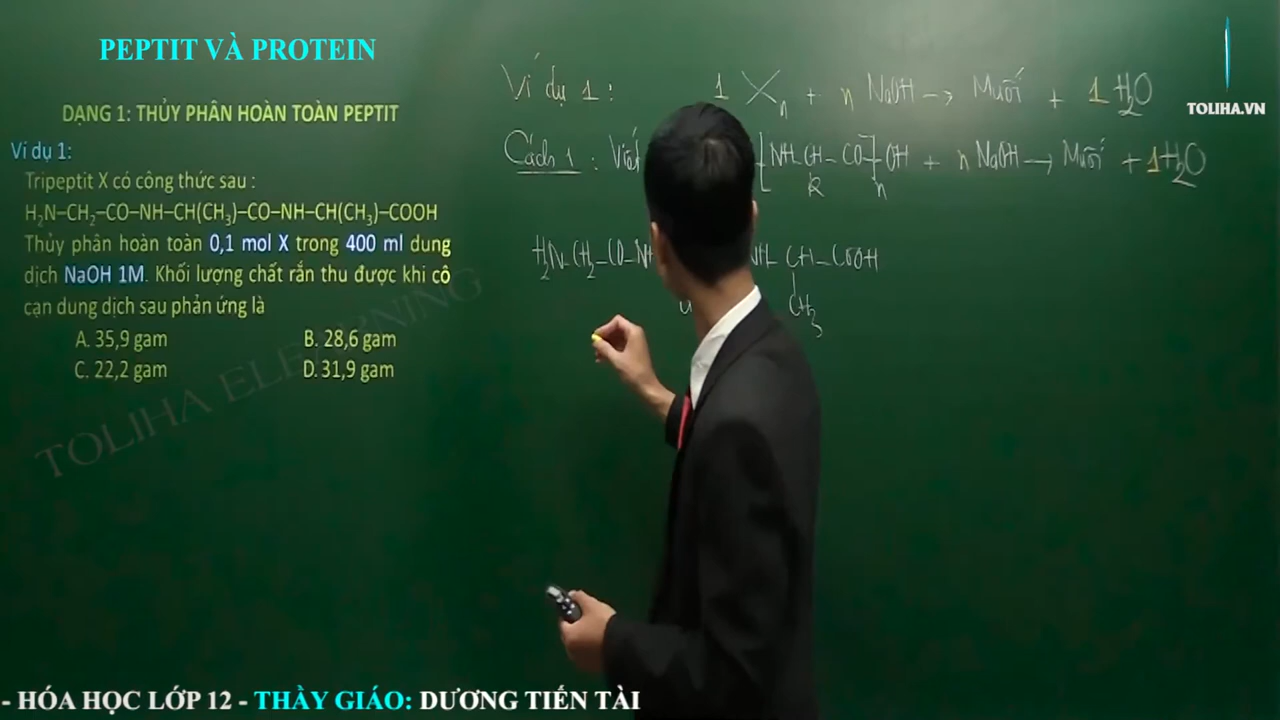 PEPTIT VÀ PROTEIN
TOLIHA.VN
DẠNG 1: THỦY PHÂN HOÀN TOÀN PEPTIT
Ví dụ 1:
Tripeptit X có công thức sau :
H₂N–CH₂–CO–NH–CH(CH₃)–CO–NH–CH(CH₃)–COOH
Thủy phân hoàn toàn 0,1 mol X trong 400 ml dung
dịch NaOH 1M. Khối lượng chất rắn thu được khi cô
cạn dung dịch sau phản ứng là
A. 35,9 gam B. 28,6 gam
C. 22,2 gam D. 31,9 gam
TOLIHA ELEARNING
Ví dụ 1 : 1 Xₙ + n NaOH → Muối + 1 H₂O
Cách 1 : [NH–CH–CO]ₙ OH + n NaOH → Muối + 1H₂O
R
H₂N–CH₂–CO–NH NH–CH–COOH
CH₃
- HÓA HỌC LỚP 12 - THẦY GIÁO: DƯƠNG TIẾN TÀI